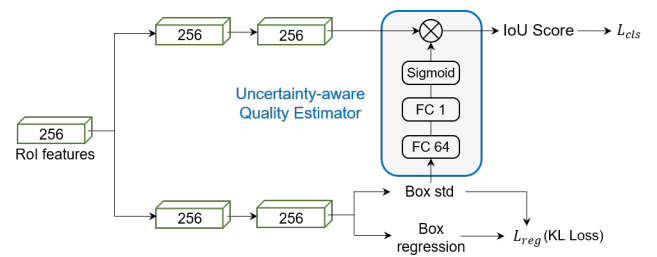 256
256
IoU Score
L_cls
Sigmoid
Uncertainty-aware
Quality Estimator
FC 1
256
RoI features
FC 64
256
256
Box std
Box
regression
L_reg (KL Loss)